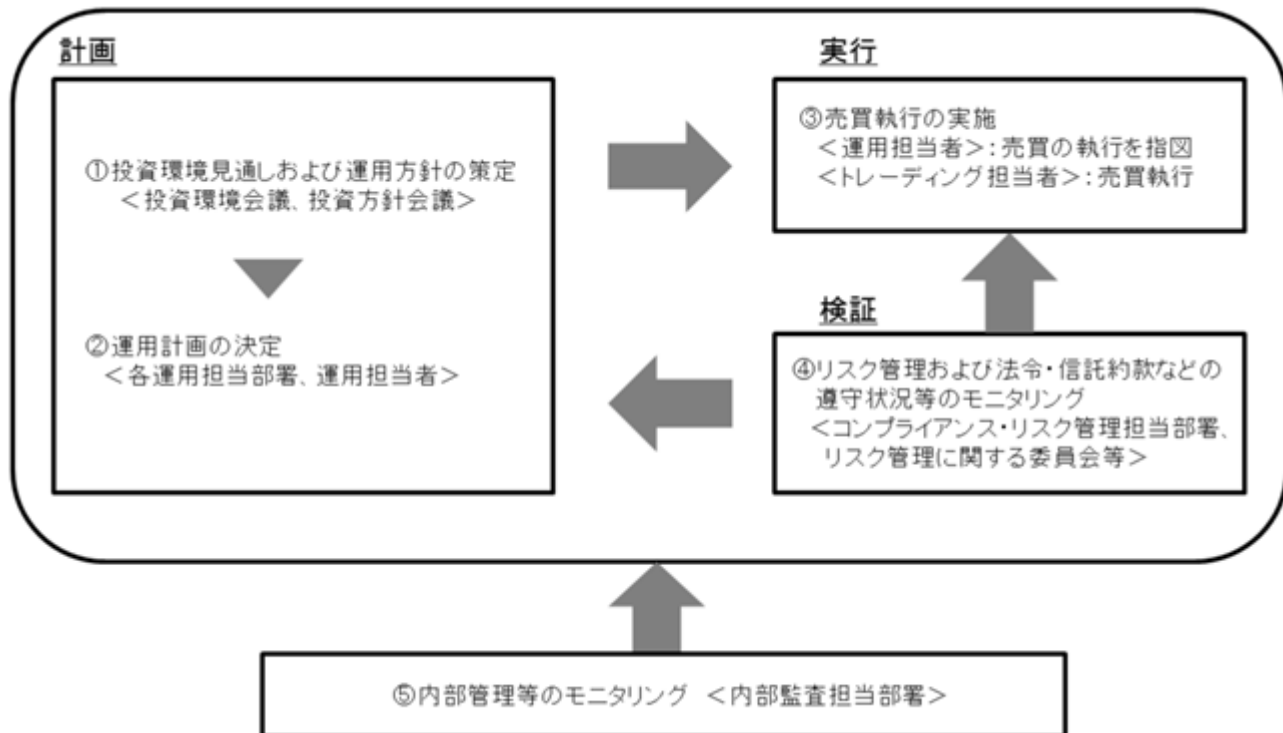 計画
①投資環境見通しおよび運用方針の策定
＜投資環境会議、投資方針会議＞
②運用計画の決定
＜各運用担当部署、運用担当者＞
実行
③売買執行の実施
＜運用担当者＞：売買の執行を指図
＜トレーディング担当者＞：売買執行
検証
④リスク管理および法令・信託約款などの
遵守状況等のモニタリング
＜コンプライアンス・リスク管理担当部署、
リスク管理に関する委員会等＞
⑤内部管理等のモニタリング ＜内部監査担当部署＞